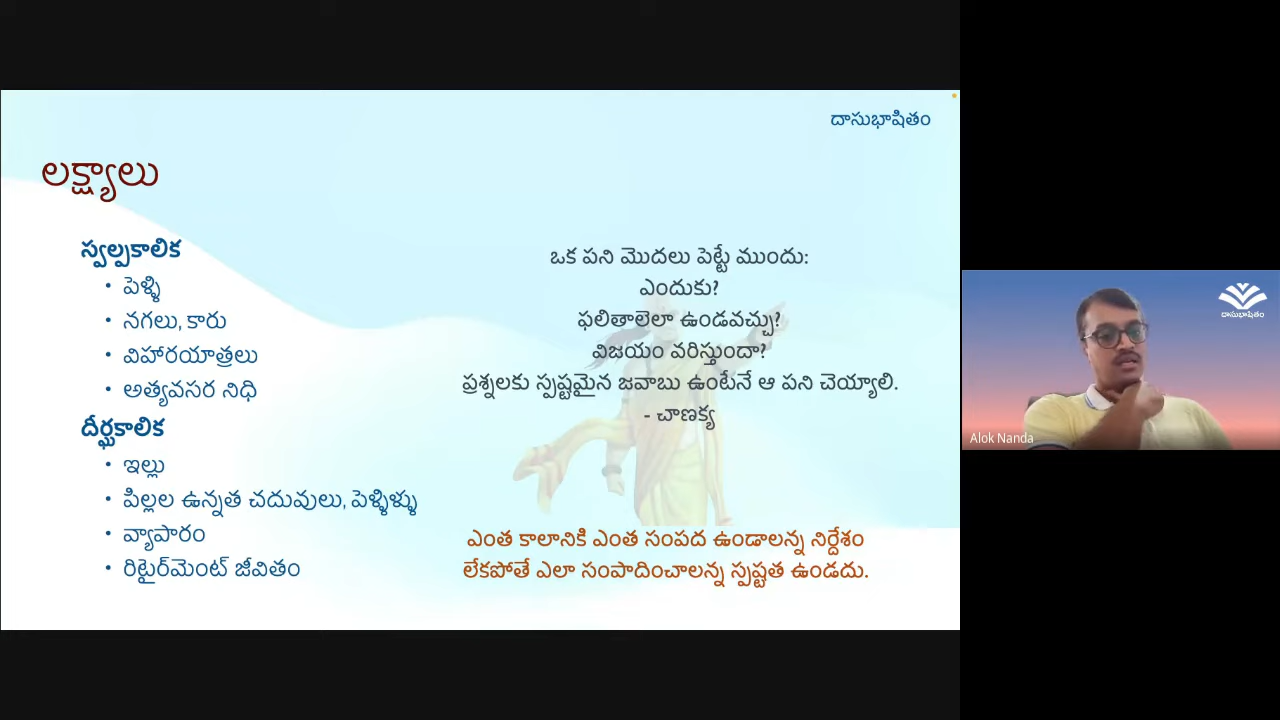 దాసుభాషితం
లక్ష్యాలు
స్వల్పకాలిక
• పెళ్ళి
• నగలు, కారు
• విహారయాత్రలు
• అత్యవసర నిధి
దీర్ఘకాలిక
• ఇల్లు
• పిల్లల ఉన్నత చదువులు, పెళ్ళిళ్ళు
• వ్యాపారం
• రిటైర్‌మెంట్ జీవితం
ఒక పని మొదలు పెట్టే ముందు:
ఎందుకు?
ఫలితాలెలా ఉండవచ్చు?
విజయం వరిస్తుందా?
ప్రశ్నలకు స్పష్టమైన జవాబు ఉంటేనే ఆ పని చెయ్యాలి.
- చాణక్య
ఎంత కాలానికి ఎంత సంపద ఉండాలన్న నిర్దేశం
లేకపోతే ఎలా సంపాదించాలన్న స్పష్టత ఉండదు.
దాసుభాషితం
Alok Nanda